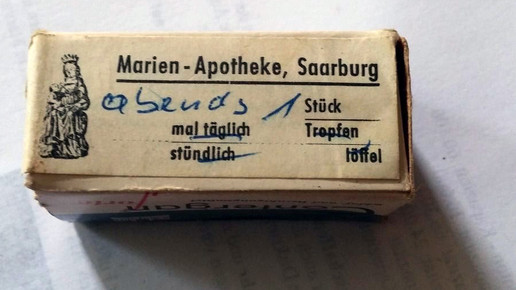 Marien-Apotheke, Saarburg
abends 1 Stück
mal täglich Tropfen
stündlich löffel